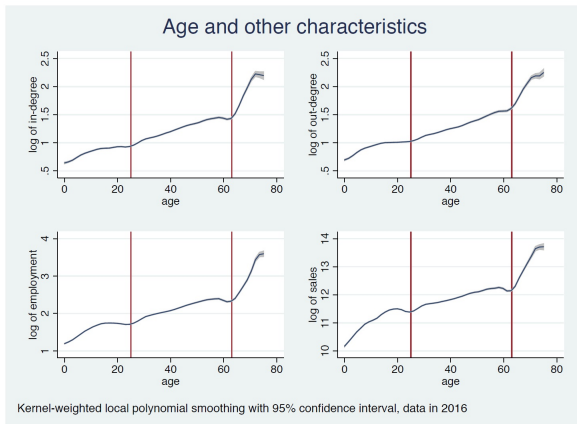 Age and other characteristics
log of in-degree
.5 1 1.5 2 2.5
0 20 40 60 80
age
log of out-degree
.5 1 1.5 2 2.5
0 20 40 60 80
age
log of employment
1 2 3 4
0 20 40 60 80
age
log of sales
10 11 12 13 14
0 20 40 60 80
age
Kernel-weighted local polynomial smoothing with 95% confidence interval, data in 2016